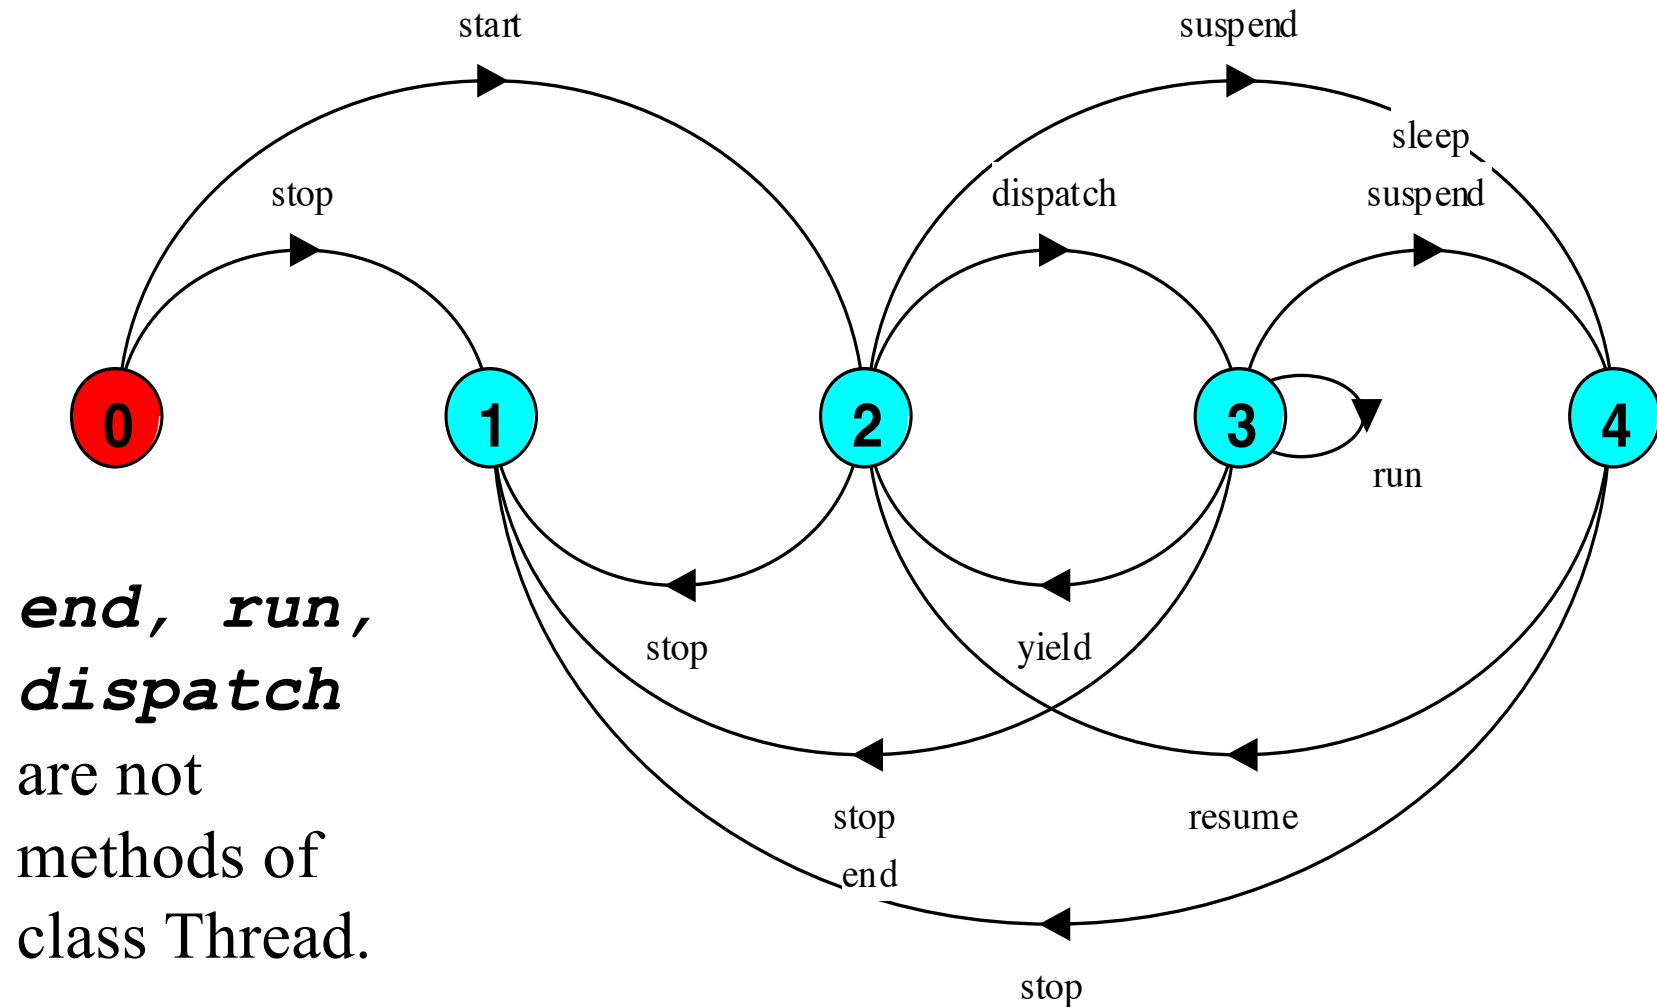 start
suspend
sleep
stop
dispatch
suspend
0
1
2
3
4
run
end, run,
dispatch
are not
methods of
class Thread.
stop
yield
stop
end
resume
stop